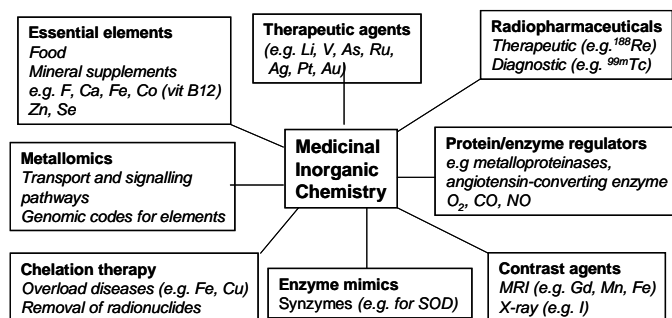 Essential elements
Food
Mineral supplements
e.g. F, Ca, Fe, Co (vit B12)
Zn, Se
Therapeutic agents
(e.g. Li, V, As, Ru,
Ag, Pt, Au)
Radiopharmaceuticals
Therapeutic (e.g.¹⁸⁸Re)
Diagnostic (e.g. ⁹⁹ᵐTc)
Metallomics
Transport and signalling
pathways
Genomic codes for elements
Medicinal
Inorganic
Chemistry
Protein/enzyme regulators
e.g metalloproteinases,
angiotensin-converting enzyme
O₂, CO, NO
Chelation therapy
Overload diseases (e.g. Fe, Cu)
Removal of radionuclides
Enzyme mimics
Synzymes (e.g. for SOD)
Contrast agents
MRI (e.g. Gd, Mn, Fe)
X-ray (e.g. I)